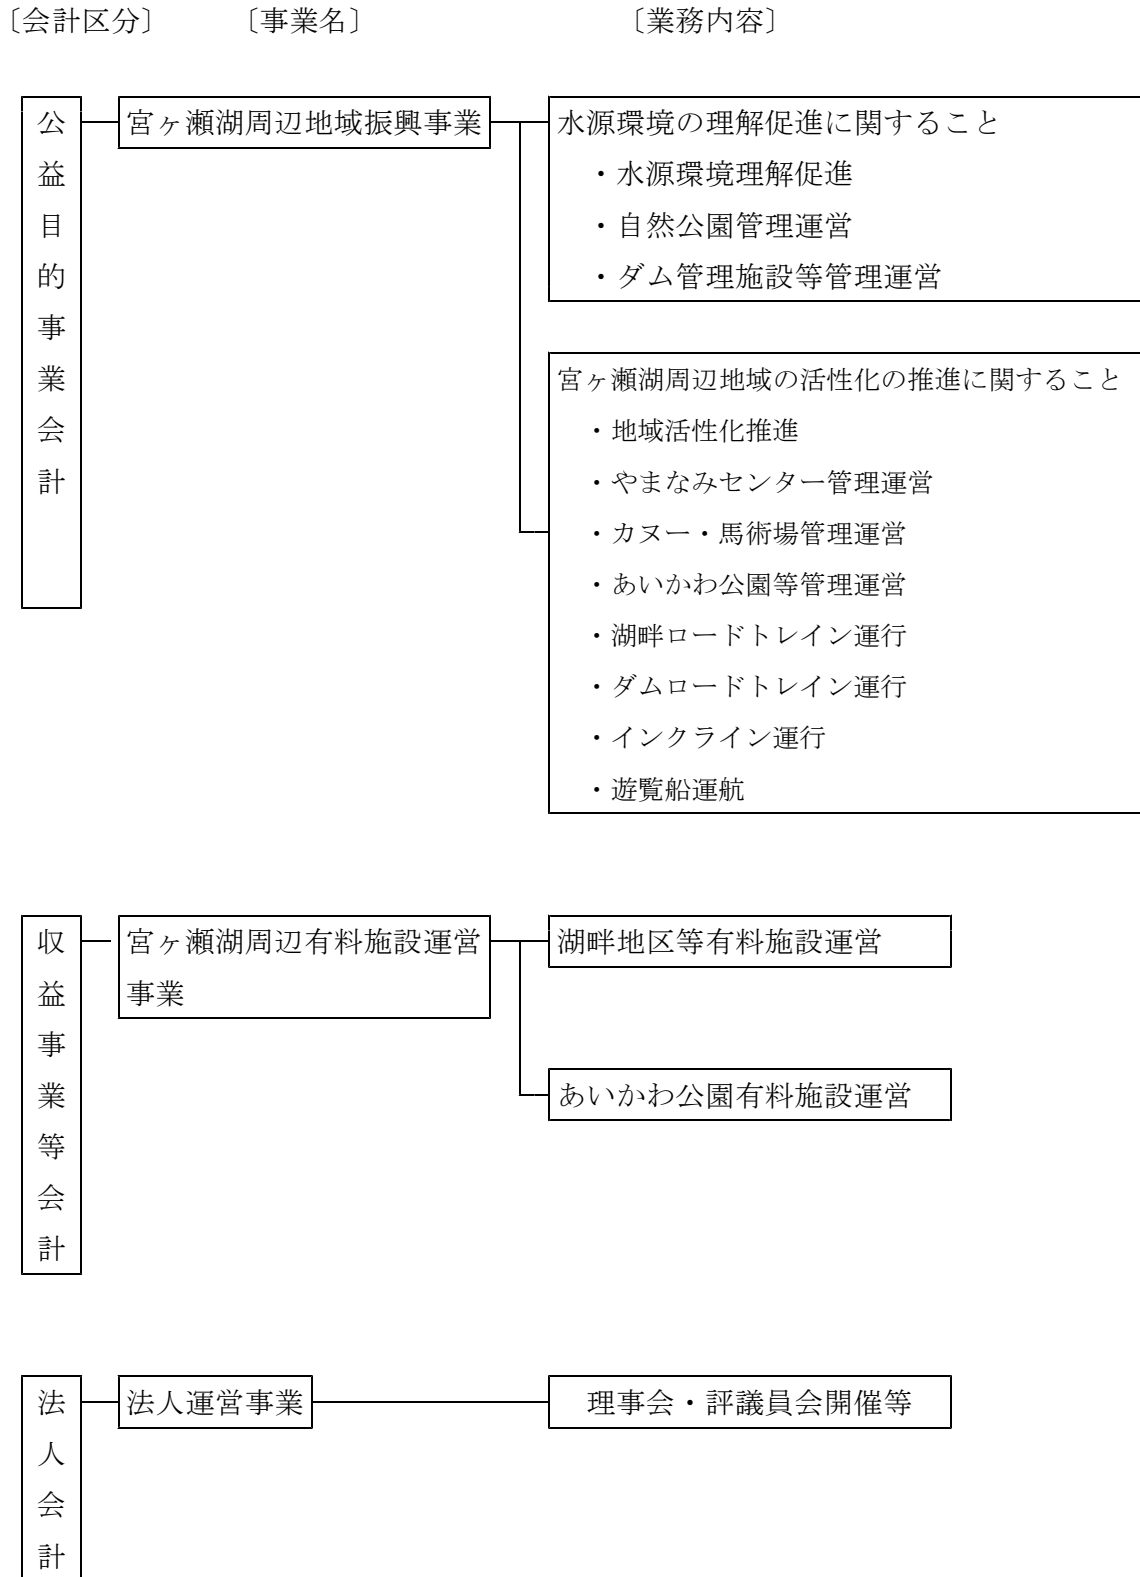 〔会計区分〕　〔事業名〕　〔業務内容〕
公益目的事業会計
宮ヶ瀬湖周辺地域振興事業
水源環境の理解促進に関すること
・水源環境理解促進
・自然公園管理運営
・ダム管理施設等管理運営
宮ヶ瀬湖周辺地域の活性化の推進に関すること
・地域活性化推進
・やまなみセンター管理運営
・カヌー・馬術場管理運営
・あいかわ公園等管理運営
・湖畔ロードトレイン運行
・ダムロードトレイン運行
・インクライン運行
・遊覧船運航
収益事業等会計
宮ヶ瀬湖周辺有料施設運営
事業
湖畔地区等有料施設運営
あいかわ公園有料施設運営
法人会計
法人運営事業
理事会・評議員会開催等